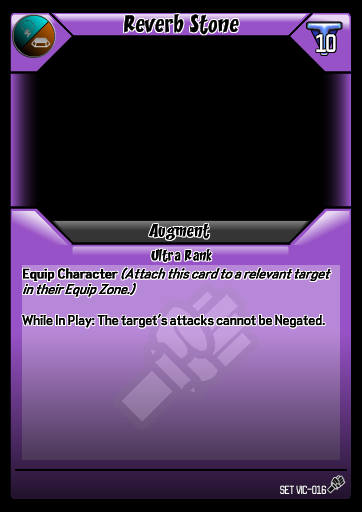 Reverb Stone
10
Augment
Ultra Rank
Equip Character (Attach this card to a relevant target
in their Equip Zone.)
While In Play: The target's attacks cannot be Negated.
SET VIC-016